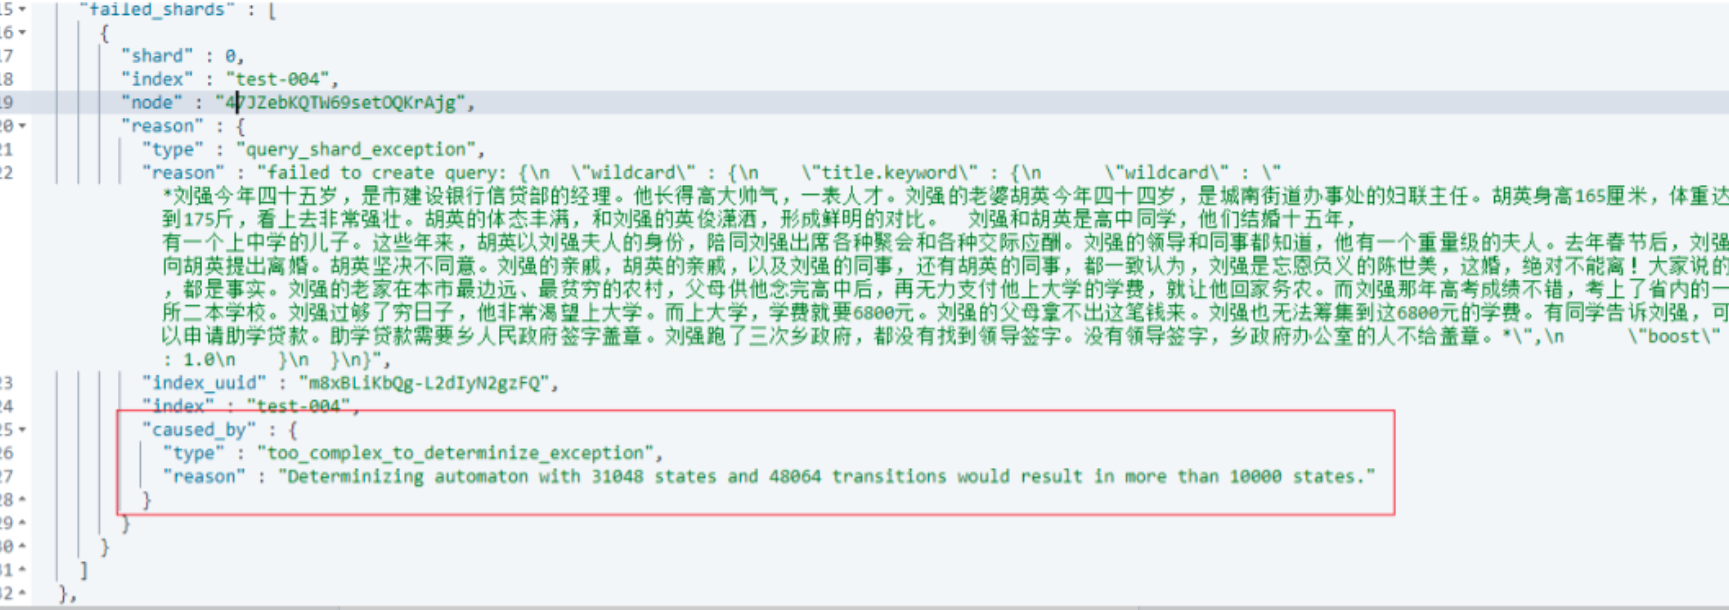 15 "failed_shards" : [
16 {
17 "shard" : 0,
18 "index" : "test-004",
19 "node" : "47JZebKQTW69setOQKrAjg",
20 "reason" : {
21 "type" : "query_shard_exception",
22 "reason" : "failed to create query: {\n \"wildcard\" : {\n \"title.keyword\" : {\n \"wildcard\" : \"
*刘强今年四十五岁，是市建设银行信贷部的经理。他长得高大帅气，一表人才。刘强的老婆胡英今年四十四岁，是城南街道办事处的妇联主任。胡英身高165厘米，体重达
到175斤，看上去非常强壮。胡英的体态丰满，和刘强的英俊潇洒，形成鲜明的对比。 刘强和胡英是高中同学，他们结婚十五年，
有一个上中学的儿子。这些年来，胡英以刘强夫人的身份，陪同刘强出席各种聚会和各种交际应酬。刘强的领导和同事都知道，他有一个重量级的夫人。去年春节后，刘强
向胡英提出离婚。胡英坚决不同意。刘强的亲戚，胡英的亲戚，以及刘强的同事，还有胡英的同事，都一致认为，刘强是忘恩负义的陈世美，这婚，绝对不能离！大家说的
，都是事实。刘强的老家在本市最边远、最贫穷的农村，父母供他念完高中后，再无力支付他上大学的学费，就让他回家务农。而刘强那年高考成绩不错，考上了省内的一
所二本学校。刘强过够了穷日子，他非常渴望上大学。而上大学，学费就要6800元。刘强的父母拿不出这笔钱来。刘强也无法筹集到这6800元的学费。有同学告诉刘强，可
以申请助学贷款。助学贷款需要乡人民政府签字盖章。刘强跑了三次乡政府，都没有找到领导签字。没有领导签字，乡政府办公室的人不给盖章。*\",\n \"boost\"
: 1.0\n }\n }\n}",
23 "index_uuid" : "m8xBLiKbQg-L2dIyN2gzFQ",
24 "index" : "test-004",
25 "caused_by" : {
26 "type" : "too_complex_to_determinize_exception",
27 "reason" : "Determinizing automaton with 31048 states and 48064 transitions would result in more than 10000 states."
28 }
29 }
30 }
31 ]
32 },